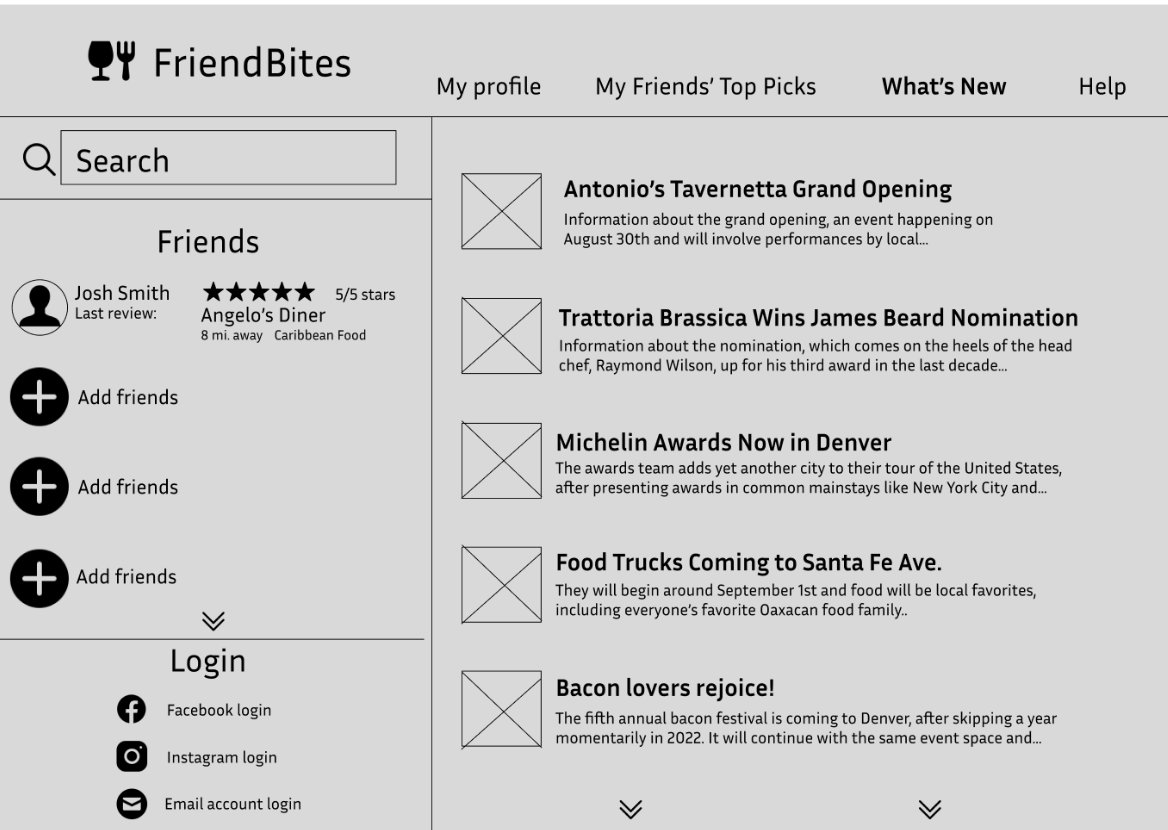 FriendBites
My profile
My Friends’ Top Picks
What’s New
Help
Search
Friends
Josh Smith
Last review:
5/5 stars
Angelo’s Diner
8 mi. away Caribbean Food
Add friends
Add friends
Add friends
Login
Facebook login
Instagram login
Email account login
Antonio’s Tavernetta Grand Opening
Information about the grand opening, an event happening on
August 30th and will involve performances by local...
Trattoria Brassica Wins James Beard Nomination
Information about the nomination, which comes on the heels of the head
chef, Raymond Wilson, up for his third award in the last decade...
Michelin Awards Now in Denver
The awards team adds yet another city to their tour of the United States,
after presenting awards in common mainstays like New York City and...
Food Trucks Coming to Santa Fe Ave.
They will begin around September 1st and food will be local favorites,
including everyone’s favorite Oaxacan food family..
Bacon lovers rejoice!
The fifth annual bacon festival is coming to Denver, after skipping a year
momentarily in 2022. It will continue with the same event space and...